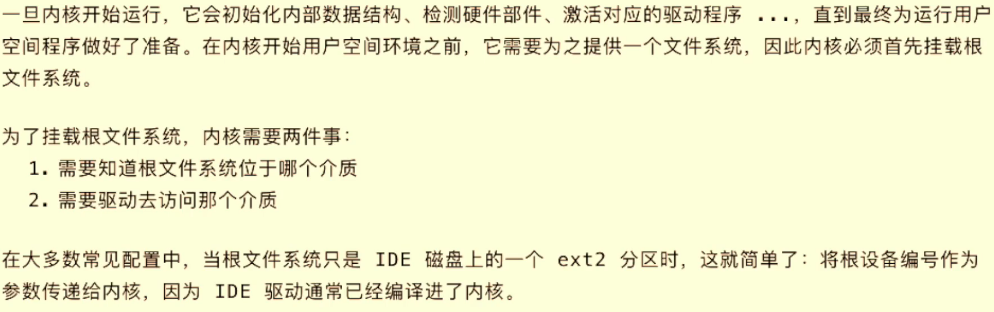 一旦内核开始运行，它会初始化内部数据结构、检测硬件部件、激活对应的驱动程序 ...，直到最终为运行用户
空间程序做好了准备。在内核开始用户空间环境之前，它需要为之提供一个文件系统，因此内核必须首先挂载根
文件系统。
为了挂载根文件系统，内核需要两件事：
1. 需要知道根文件系统位于哪个介质
2. 需要驱动去访问那个介质
在大多数常见配置中，当根文件系统只是 IDE 磁盘上的一个 ext2 分区时，这就简单了：将根设备编号作为
参数传递给内核，因为 IDE 驱动通常已经编译进了内核。